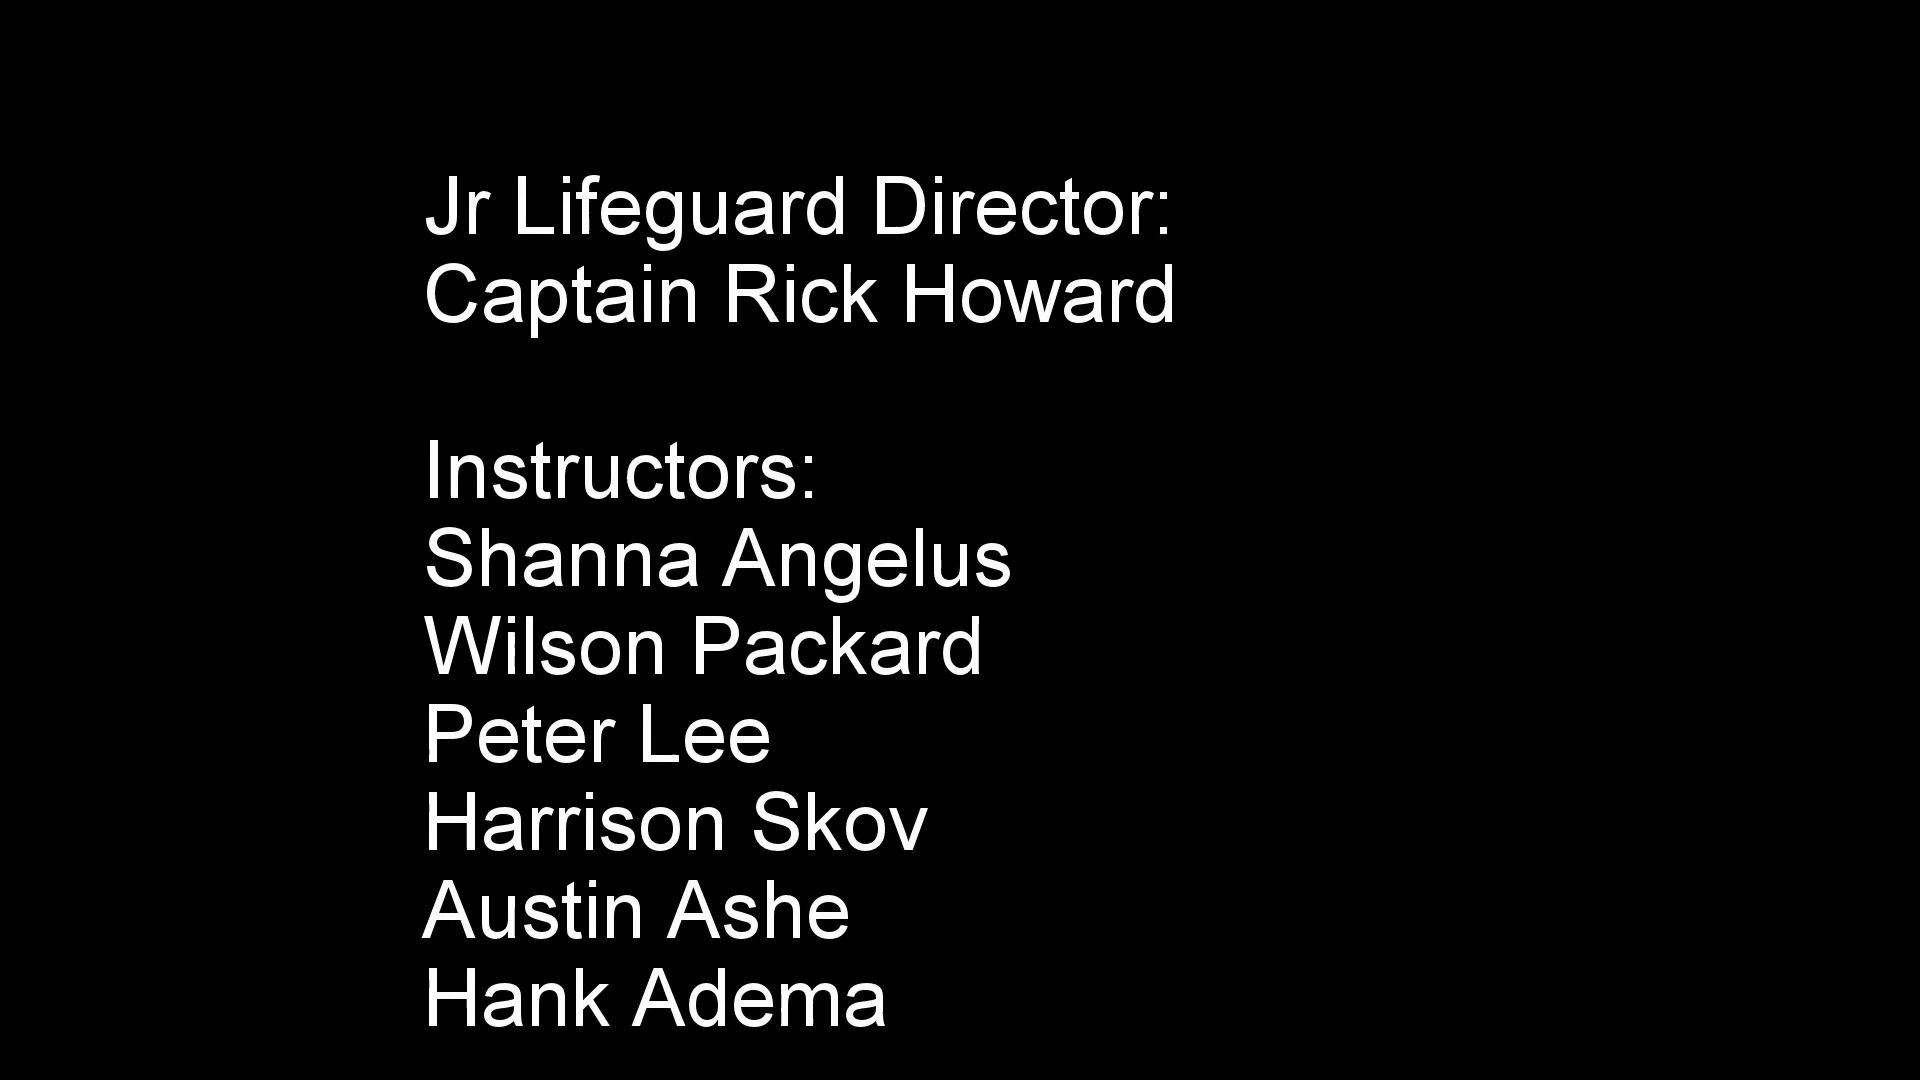 Jr Lifeguard Director:
Captain Rick Howard
Instructors:
Shanna Angelus
Wilson Packard
Peter Lee
Harrison Skov
Austin Ashe
Hank Adema